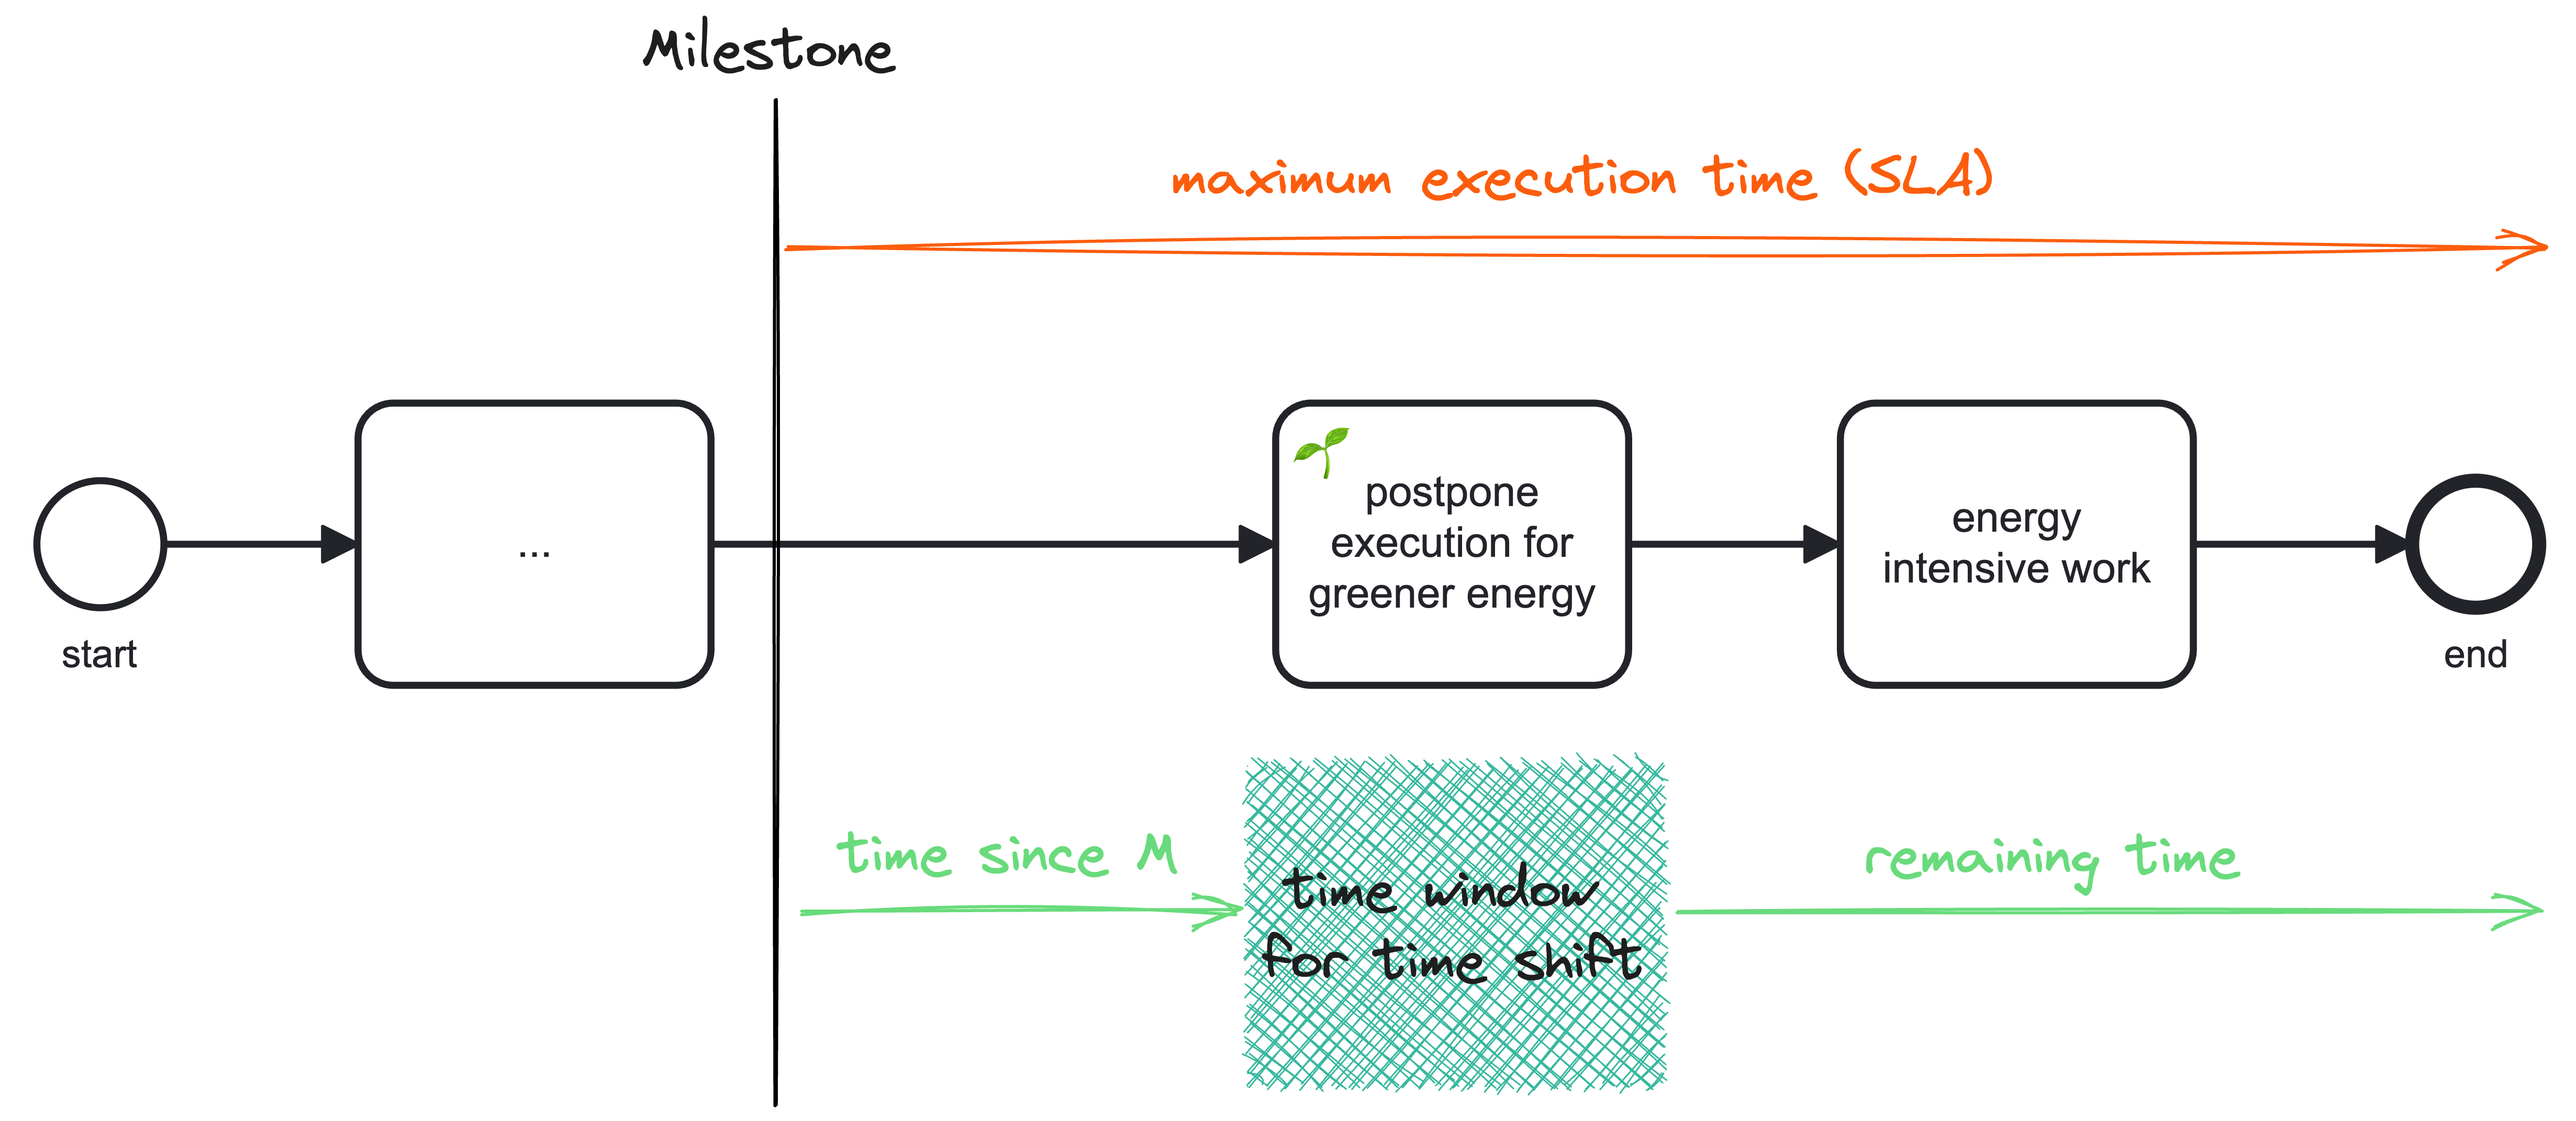 Milestone
maximum execution time (SLA)
start
...
postpone
execution for
greener energy
energy
intensive work
end
time since M
time window
for time shift
remaining time